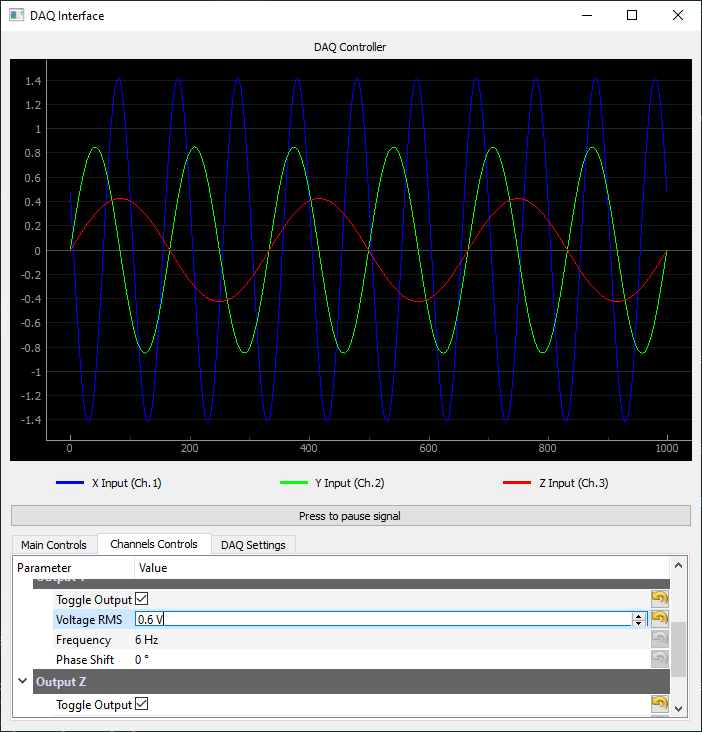 DAQ Interface
DAQ Controller
1.4
1.2
1
0.8
0.6
0.4
0.2
0
-0.2
-0.4
-0.6
-0.8
-1
-1.2
-1.4
0 200 400 600 800 1000
X Input (Ch.1) Y Input (Ch.2) Z Input (Ch.3)
Press to pause signal
Main Controls Channels Controls DAQ Settings
Parameter Value
Output
Toggle Output
Voltage RMS 0.6 V
Frequency 6 Hz
Phase Shift 0 °
Output Z
Toggle Output